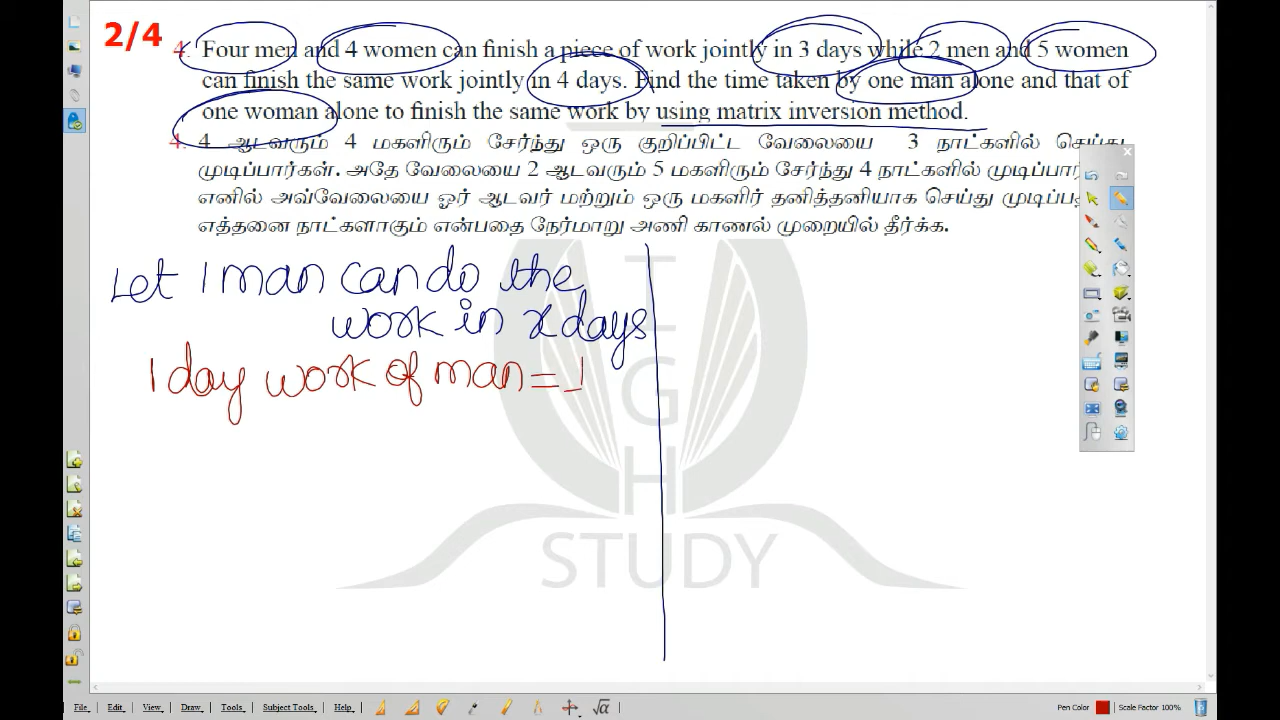 2/4
4. Four men and 4 women can finish a piece of work jointly in 3 days while 2 men and 5 women
can finish the same work jointly in 4 days. Find the time taken by one man alone and that of
one woman alone to finish the same work by using matrix inversion method.
4. 4 ஆடவரும் 4 மகளிரும் சேர்ந்து ஒரு குறிப்பிட்ட வேலையை 3 நாட்களில் செய்து
முடிப்பார்கள். அதே வேலையை 2 ஆடவரும் 5 மகளிரும் சேர்ந்து 4 நாட்களில்
எனில் அவ்வேலையை ஓர் ஆடவர் மற்றும் ஒரு மகளிர் தனித்தனியாக செய்து
எத்தனை நாட்களாகும் என்பதை நேர்மாறு அணி காணல் முறையில் தீர்க்க.
Let 1 man can do the
work in x days
1 day work of man = 1
STUDY
File Edit View Draw Tools Subject Tools Help
Pen Color Scale Factor 100%